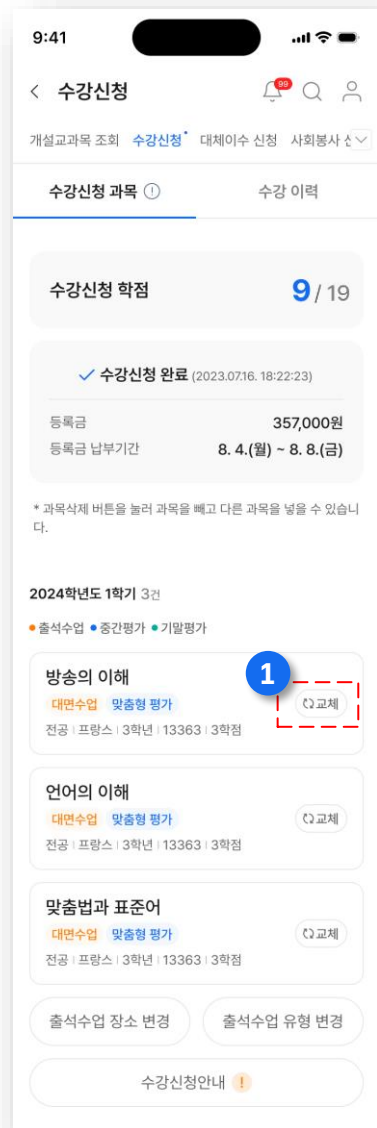 9:41
수강신청
99
개설교과목 조회 수강신청 대체이수 신청 사회봉사
수강신청 과목 수강 이력
수강신청 학점 9 / 19
수강신청 완료 (2023.07.16. 18:22:23)
등록금 357,000원
등록금 납부기간 8. 4.(월) ~ 8. 8.(금)
* 과목삭제 버튼을 눌러 과목을 빼고 다른 과목을 넣을 수 있습니
다.
2024학년도 1학기 3건
출석수업 중간평가 기말평가
1
방송의 이해
대면수업 맞춤형 평가
교체
전공 | 프랑스 | 3학년 | 13363 | 3학점
언어의 이해
대면수업 맞춤형 평가
교체
전공 | 프랑스 | 3학년 | 13363 | 3학점
맞춤법과 표준어
대면수업 맞춤형 평가
교체
전공 | 프랑스 | 3학년 | 13363 | 3학점
출석수업 장소 변경 출석수업 유형 변경
수강신청안내 !